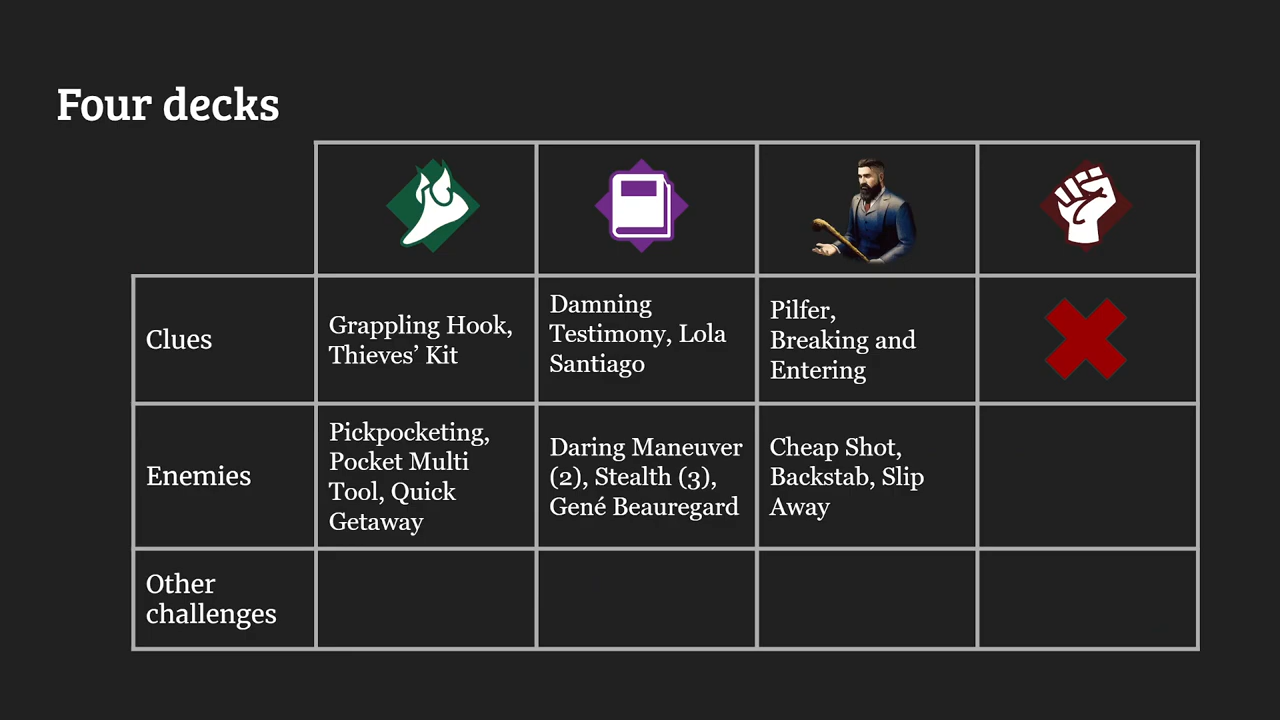 Four decks
Clues
Grappling Hook,
Thieves’ Kit
Damning
Testimony, Lola
Santiago
Pilfer,
Breaking and
Entering
Enemies
Pickpocketing,
Pocket Multi
Tool, Quick
Getaway
Daring Maneuver
(2), Stealth (3),
Gené Beauregard
Cheap Shot,
Backstab, Slip
Away
Other
challenges